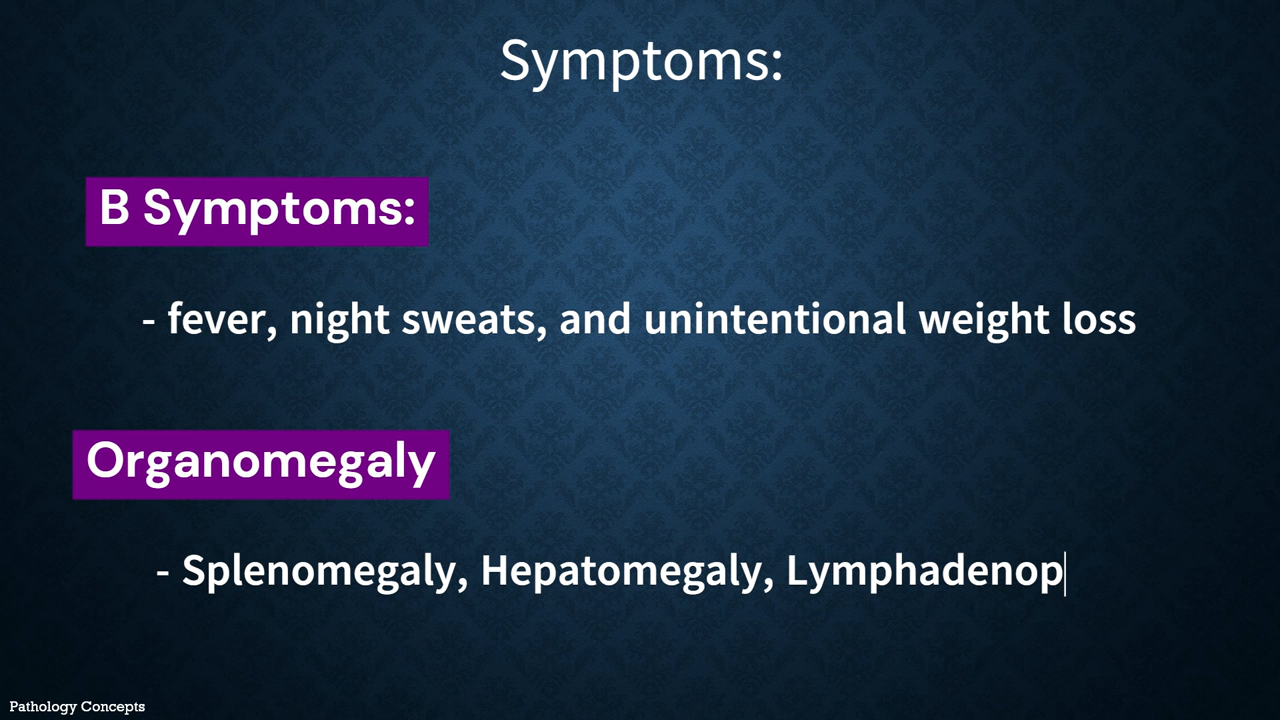 Symptoms:
B Symptoms:
- fever, night sweats, and unintentional weight loss
Organomegaly
- Splenomegaly, Hepatomegaly, Lymphadenop
Pathology Concepts